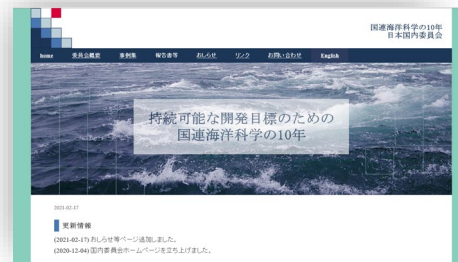 国連海洋科学の10年
日本国内委員会
home 委員会概要 事例集 報告書等 おしらせ リンク お問い合わせ English
持続可能な開発目標のための
国連海洋科学の10年
2021-02-17
更新情報
(2021-02-17) おしらせ等ページ追加しました。
(2020-12-04) 国内委員会ホームページを立ち上げました。